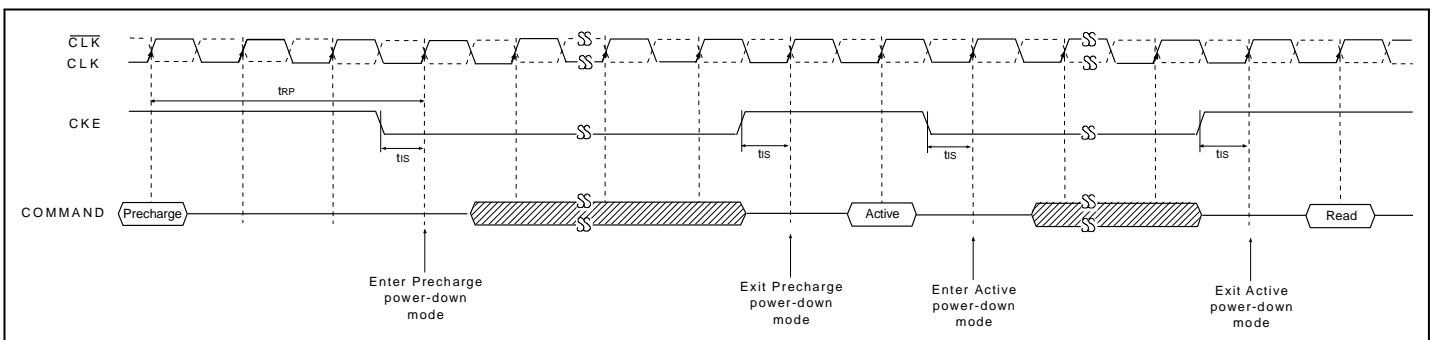 CLK
CLK
tRP
CKE
tIS
tIS
tIS
tIS
COMMAND
Precharge
Active
Read
Enter Precharge
power-down
mode
Exit Precharge
power-down
mode
Enter Active
power-down
mode
Exit Active
power-down
mode